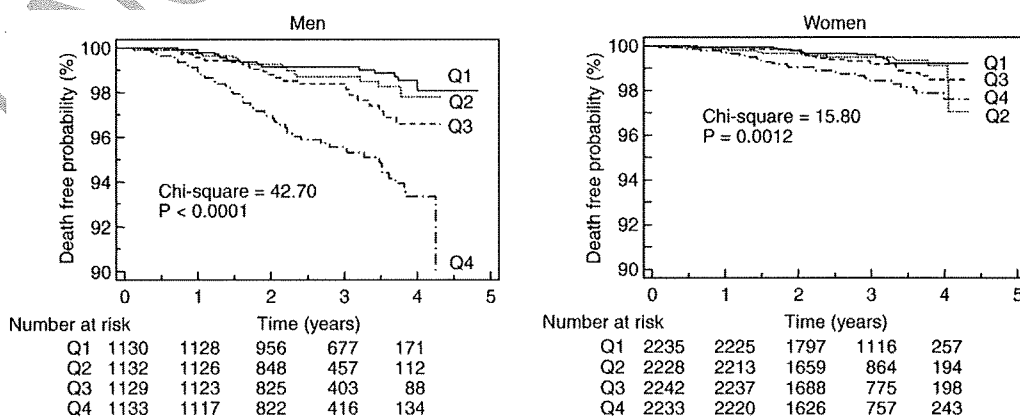 Men
Death free probability (%)
100
98
96
94
92
90
Q1
Q2
Q3
Q4
Chi-square = 42.70
P < 0.0001
0 1 2 3 4 5
Number at risk Time (years)
Q1 1130 1128 956 677 171
Q2 1132 1126 848 457 112
Q3 1129 1123 825 403 88
Q4 1133 1117 822 416 134
Women
Death free probability (%)
100
98
96
94
92
90
Q1
Q3
Q4
Q2
Chi-square = 15.80
P = 0.0012
0 1 2 3 4 5
Number at risk Time (years)
Q1 2235 2225 1797 1116 257
Q2 2228 2213 1659 864 194
Q3 2242 2237 1688 775 198
Q4 2233 2220 1626 757 243